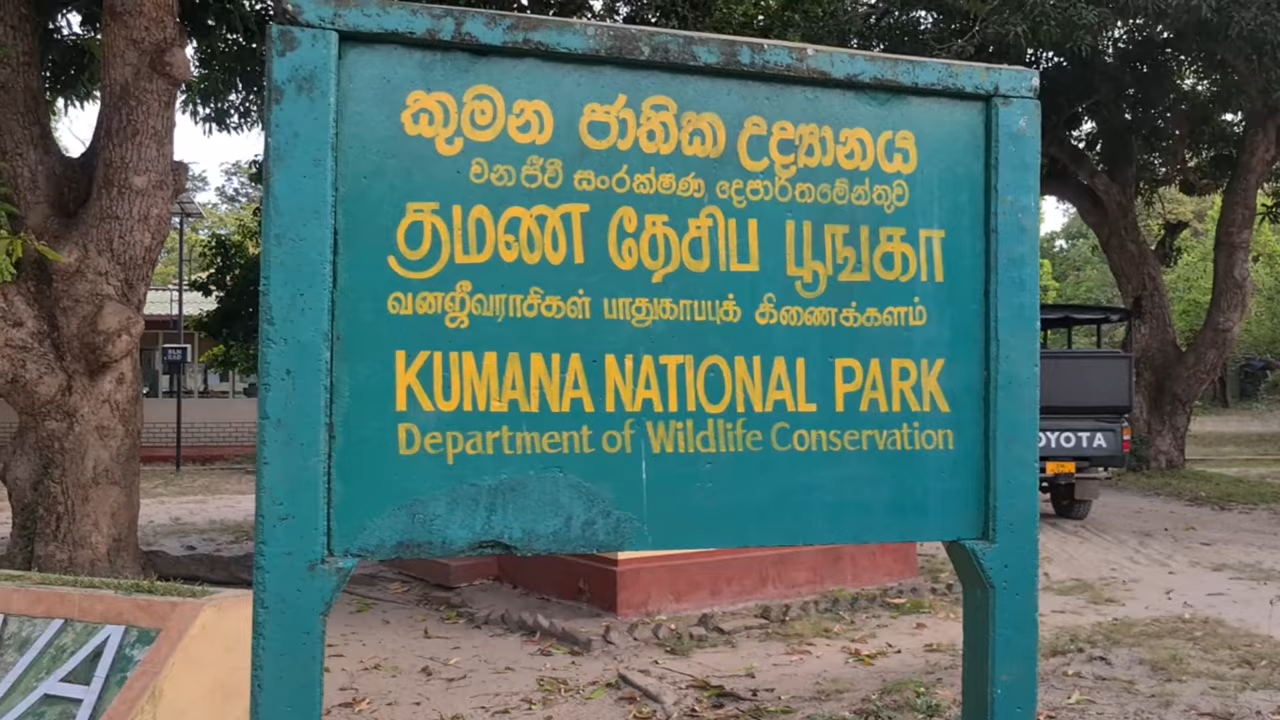 කුමන ජාතික උද්‍යානය
වන ජීවී සංරක්ෂණ දෙපාර්තමේන්තුව
குமண தேசிய பூங்கா
வனஜீவராசிகள் பாதுகாப்புக் திணைக்களம்
KUMANA NATIONAL PARK
Department of Wildlife Conservation
TOYOTA